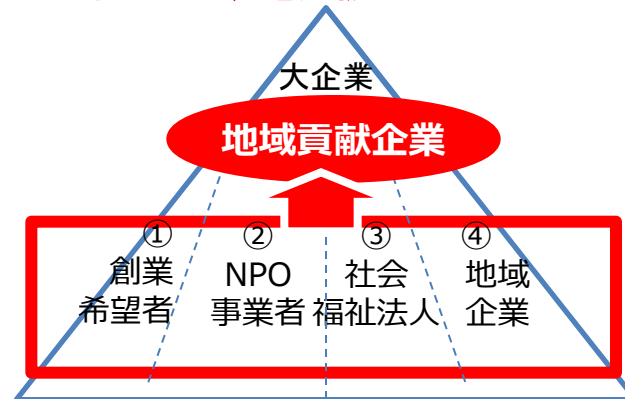 大企業
地域貢献企業
①
創業
希望者
②
NPO
事業者
③
社会
福祉法人
④
地域
企業